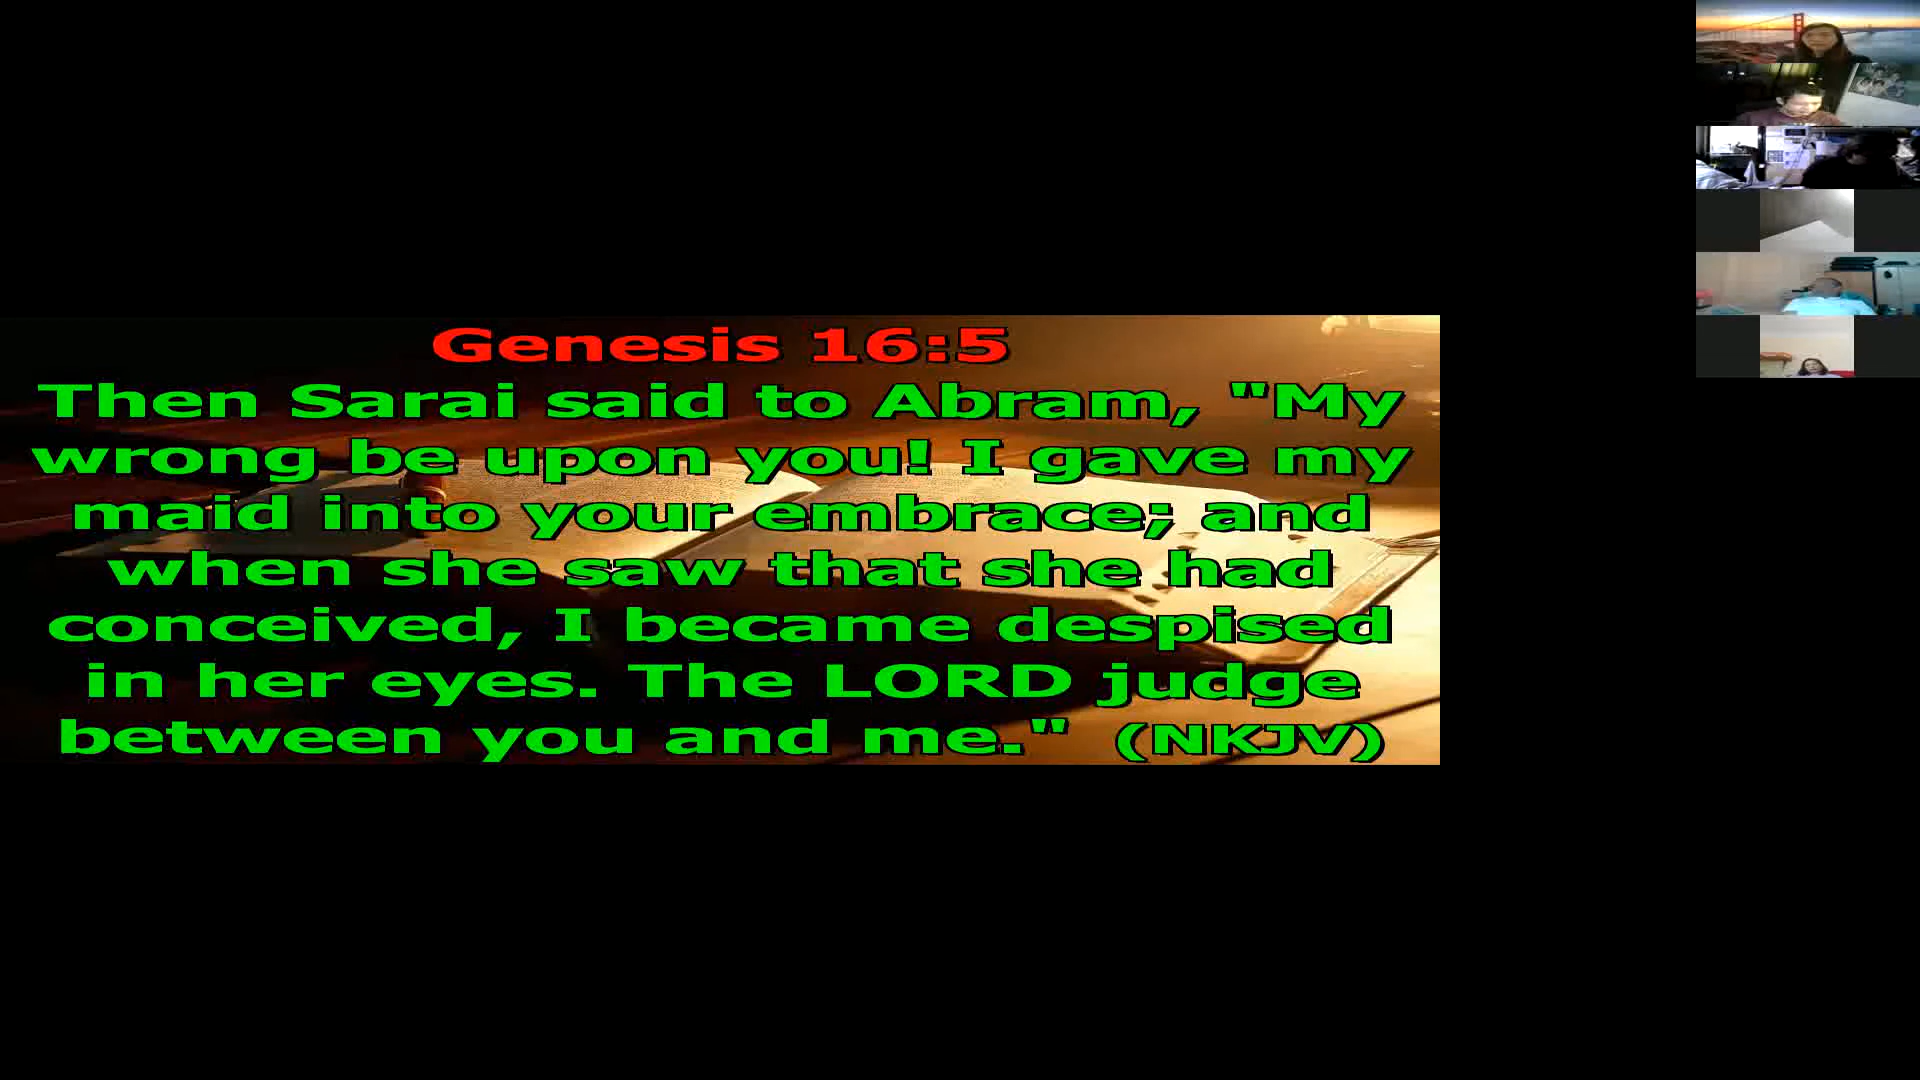 Genesis 16:5
Then Sarai said to Abram, "My
wrong be upon you! I gave my
maid into your embrace; and
when she saw that she had
conceived, I became despised
in her eyes. The LORD judge
between you and me." (NKJV)